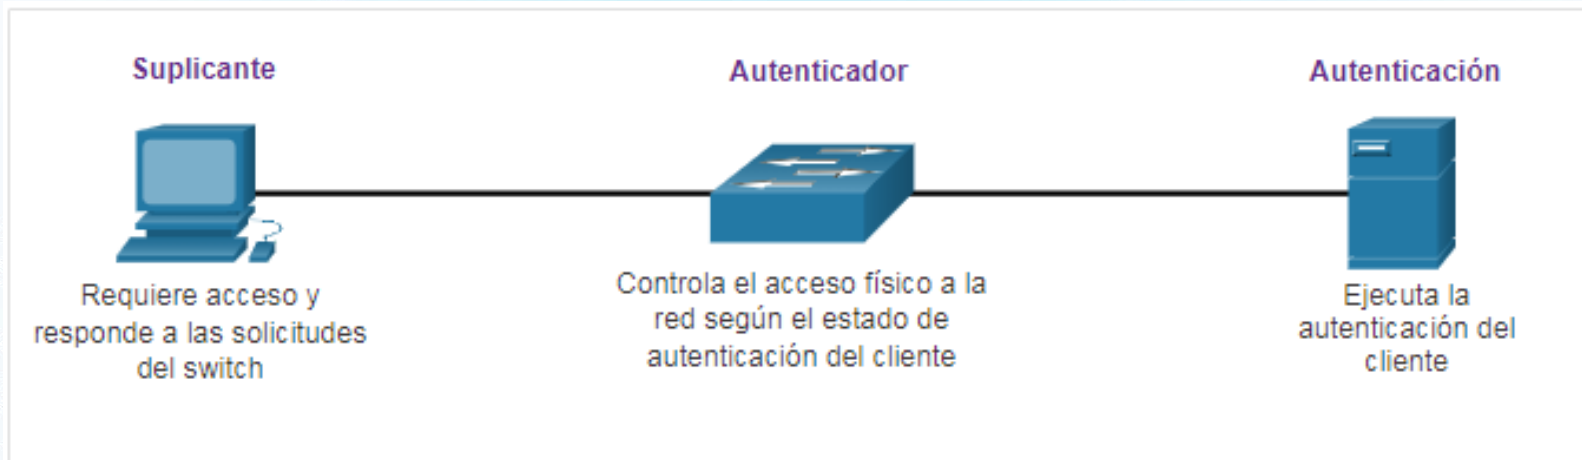 Suplicante
Requiere acceso y
responde a las solicitudes
del switch
Autenticador
Controla el acceso físico a la
red según el estado de
autenticación del cliente
Autenticación
Ejecuta la
autenticación del
cliente